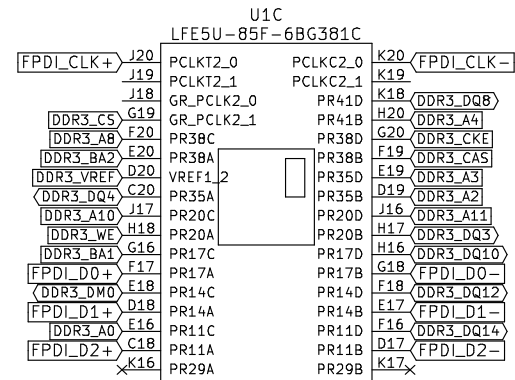 U1C
LFE5U-85F-6BG381C
FPDI_CLK+ J20 PCLKT2_0 PCLKC2_0 K20 FPDI_CLK-
J19 PCLKT2_1 PCLKC2_1 K19
J18 GR_PCLK2_0 PR41D K18 DDR3_DQ8
DDR3_CS G19 GR_PCLK2_1 PR41B H20 DDR3_A4
DDR3_A8 F20 PR38C PR38D G20 DDR3_CKE
DDR3_BA2 E20 PR38A PR38B F19 DDR3_CAS
DDR3_VREF D20 VREF1_2 PR35D E19 DDR3_A3
DDR3_DQ4 C20 PR35A PR35B D19 DDR3_A2
DDR3_A10 J17 PR20C PR20D J16 DDR3_A11
DDR3_WE H18 PR20A PR20B H17 DDR3_DQ3
DDR3_BA1 G16 PR17C PR17D H16 DDR3_DQ10
FPDI_D0+ F17 PR17A PR17B G18 FPDI_D0-
DDR3_DM0 E18 PR14C PR14D F18 DDR3_DQ12
FPDI_D1+ D18 PR14A PR14B E17 FPDI_D1-
DDR3_A0 E16 PR11C PR11D F16 DDR3_DQ14
FPDI_D2+ C18 PR11A PR11B D17 FPDI_D2-
K16 PR29A PR29B K17